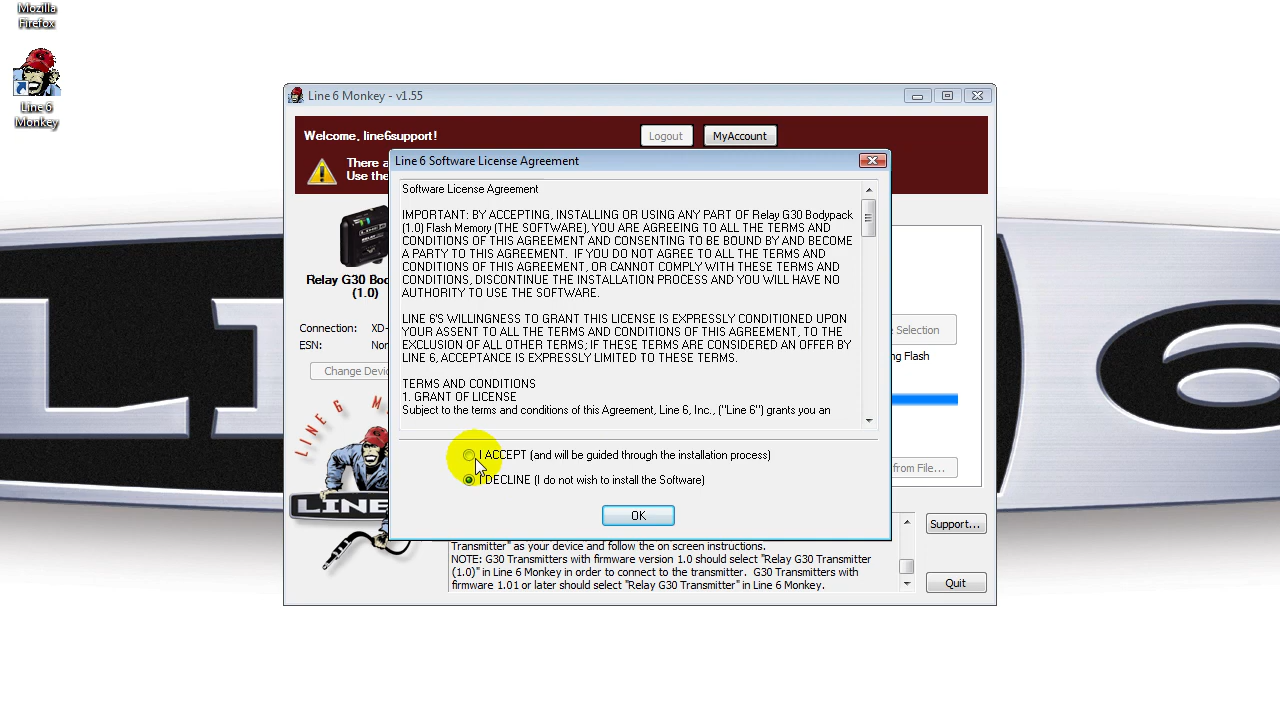 Mozilla
Firefox
Line 6
Monkey
Line 6 Monkey - v1.55
Welcome, line6support!
Logout
MyAccount
There a
Use the
Line 6 Software License Agreement
Software License Agreement
IMPORTANT: BY ACCEPTING, INSTALLING OR USING ANY PART OF Relay G30 Bodypack
(1.0) Flash Memory (THE SOFTWARE), YOU ARE AGREEING TO ALL THE TERMS AND
CONDITIONS OF THIS AGREEMENT AND CONSENTING TO BE BOUND BY AND BECOME
A PARTY TO THIS AGREEMENT. IF YOU DO NOT AGREE TO ALL THE TERMS AND
CONDITIONS OF THIS AGREEMENT, OR CANNOT COMPLY WITH THESE TERMS AND
CONDITIONS, DISCONTINUE THE INSTALLATION PROCESS AND YOU WILL HAVE NO
AUTHORITY TO USE THE SOFTWARE.
LINE 6'S WILLINGNESS TO GRANT THIS LICENSE IS EXPRESSLY CONDITIONED UPON
YOUR ASSENT TO ALL THE TERMS AND CONDITIONS OF THIS AGREEMENT, TO THE
EXCLUSION OF ALL OTHER TERMS; IF THESE TERMS ARE CONSIDERED AN OFFER BY
LINE 6, ACCEPTANCE IS EXPRESSLY LIMITED TO THESE TERMS.
TERMS AND CONDITIONS
1. GRANT OF LICENSE
Subject to the terms and conditions of this Agreement, Line 6, Inc., ("Line 6") grants you an
I ACCEPT (and will be guided through the installation process)
I DECLINE (I do not wish to install the Software)
OK
Relay G30 Bo
(1.0)
Connection: XD-
ESN: Nor
Change Devic
LINE 6 M
LINE
e Selection
ng Flash
from File...
Transmitter" as your device and follow the on screen instructions.
NOTE: G30 Transmitters with firmware version 1.0 should select "Relay G30 Transmitter
(1.0)" in Line 6 Monkey in order to connect to the transmitter. G30 Transmitters with
firmware 1.01 or later should select "Relay G30 Transmitter" in Line 6 Monkey.
Support...
Quit
LI
6